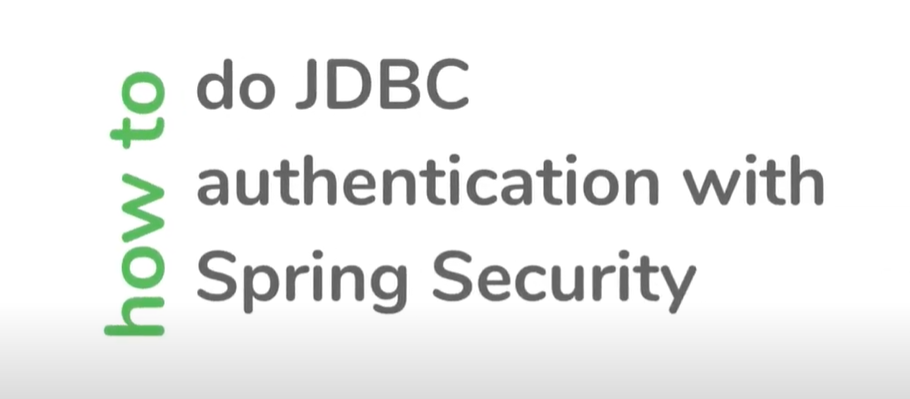 how to
do JDBC
authentication with
Spring Security